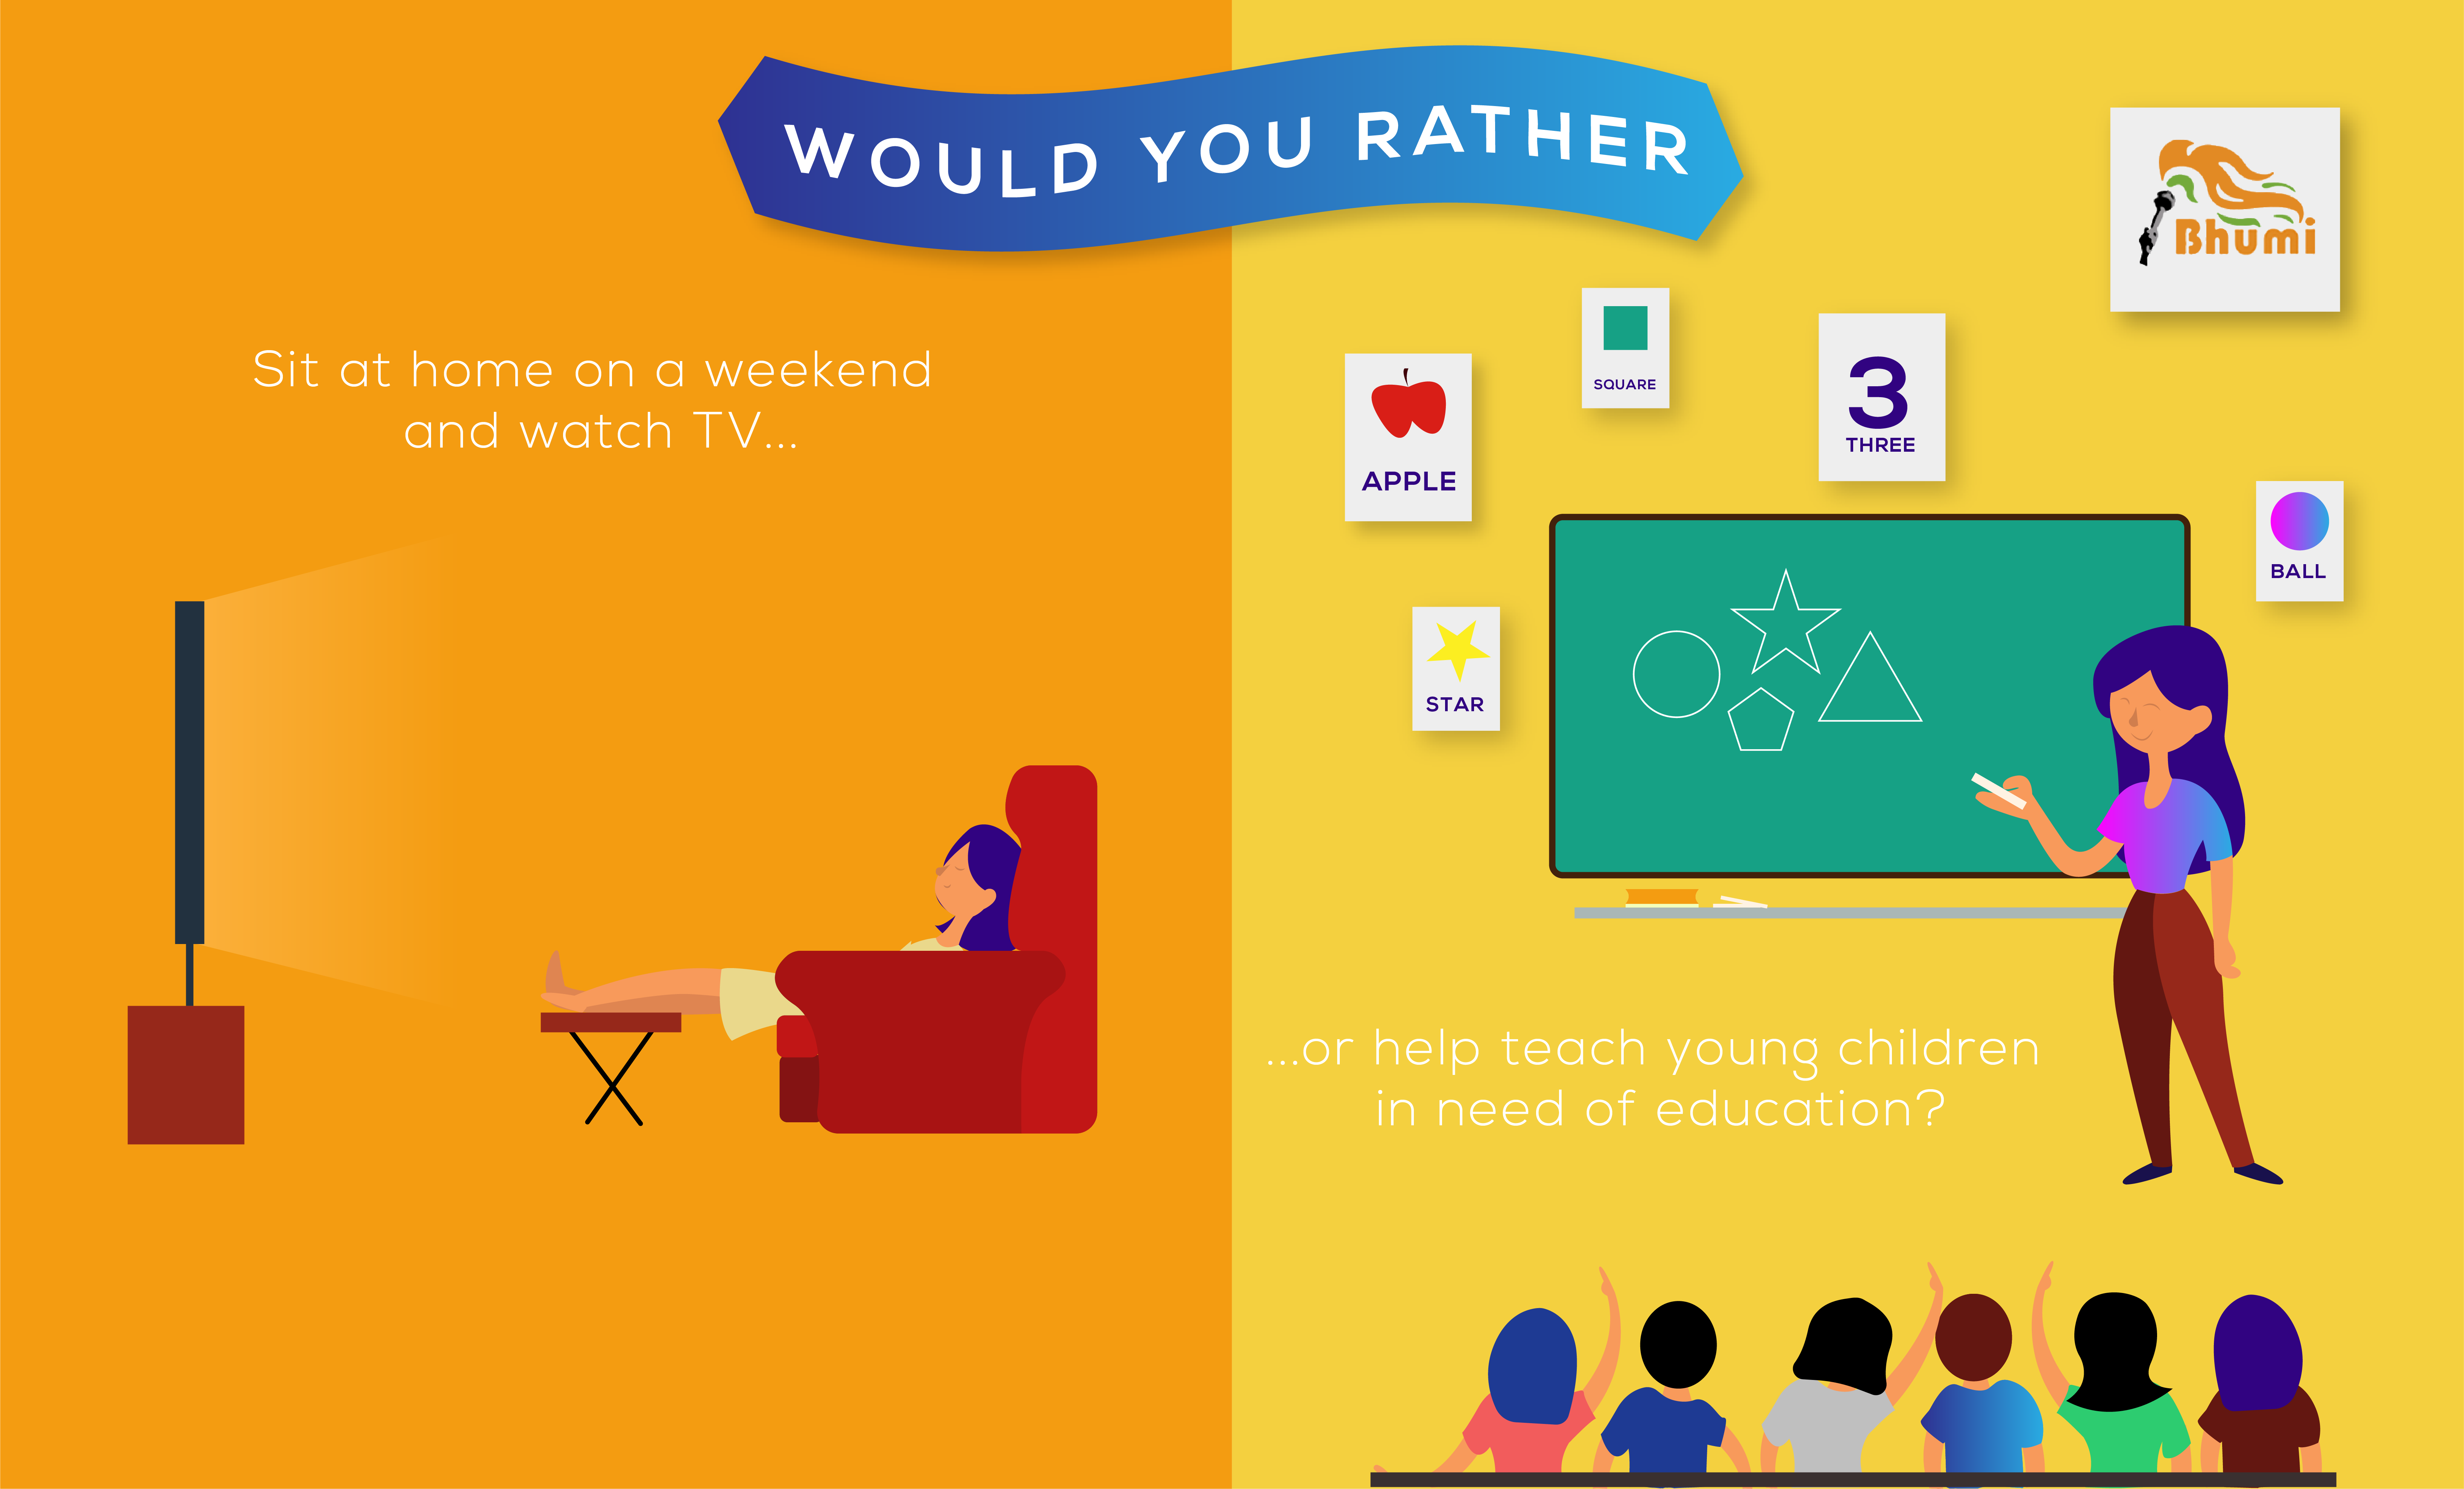 WOULD YOU RATHER
Bhumi
Sit at home on a weekend
and watch TV...
SQUARE
3
THREE
APPLE
BALL
STAR
...or help teach young children
in need of education?